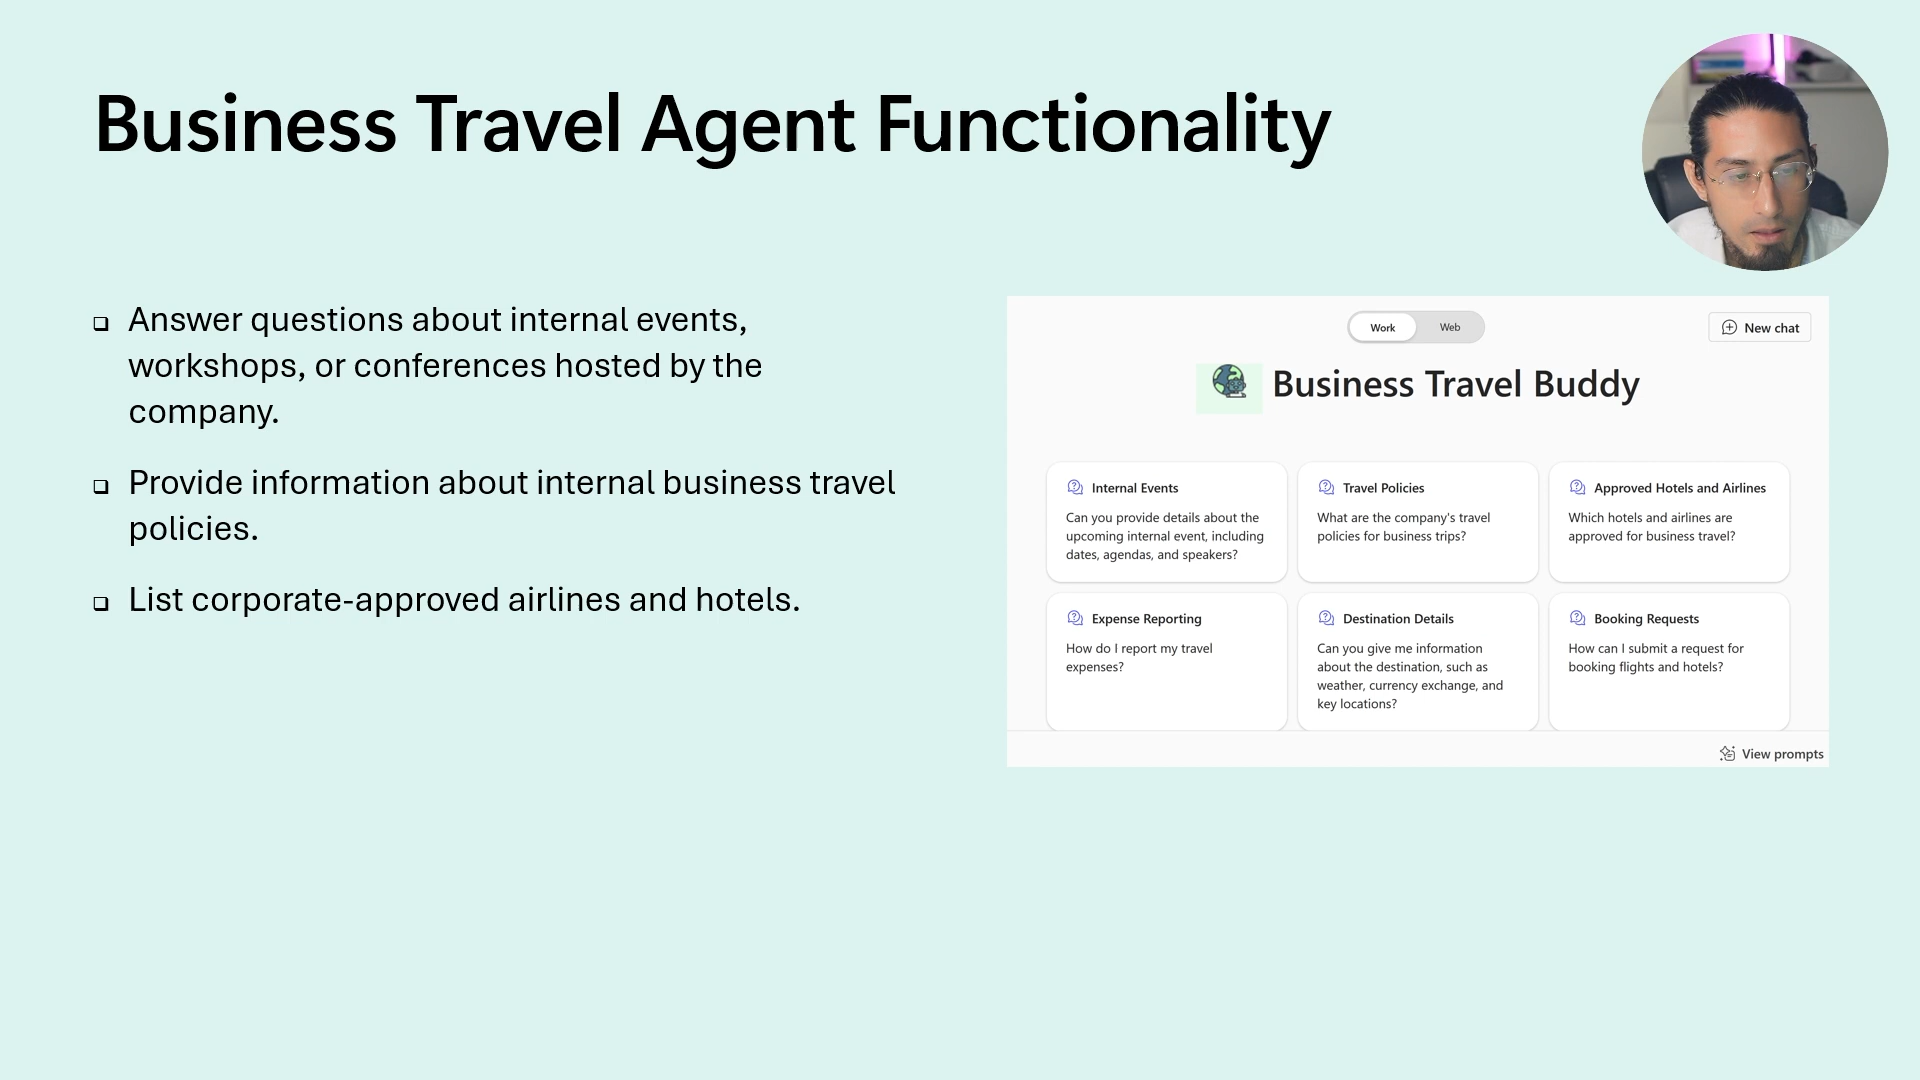 Business Travel Agent Functionality
Answer questions about internal events,
workshops, or conferences hosted by the
company.
Provide information about internal business travel
policies.
List corporate-approved airlines and hotels.
Work
Web
New chat
Business Travel Buddy
Internal Events
Can you provide details about the
upcoming internal event, including
dates, agendas, and speakers?
Travel Policies
What are the company's travel
policies for business trips?
Approved Hotels and Airlines
Which hotels and airlines are
approved for business travel?
Expense Reporting
How do I report my travel
expenses?
Destination Details
Can you give me information
about the destination, such as
weather, currency exchange, and
key locations?
Booking Requests
How can I submit a request for
booking flights and hotels?
View prompts